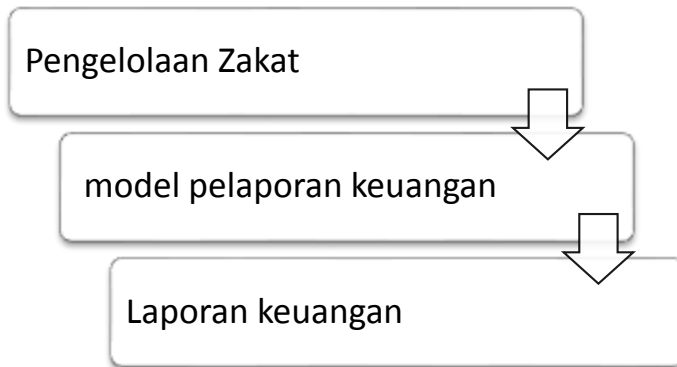 Pengelolaan Zakat
model pelaporan keuangan
Laporan keuangan